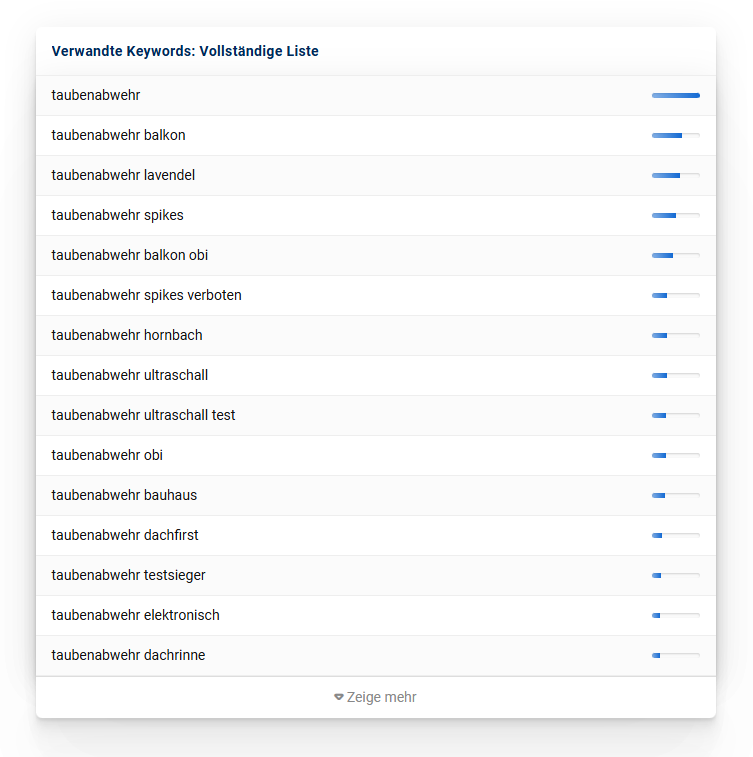 Verwandte Keywords: Vollständige Liste
taubenabwehr
taubenabwehr balkon
taubenabwehr lavendel
taubenabwehr spikes
taubenabwehr balkon obi
taubenabwehr spikes verboten
taubenabwehr hornbach
taubenabwehr ultraschall
taubenabwehr ultraschall test
taubenabwehr obi
taubenabwehr bauhaus
taubenabwehr dachfirst
taubenabwehr testsieger
taubenabwehr elektronisch
taubenabwehr dachrinne
Zeige mehr